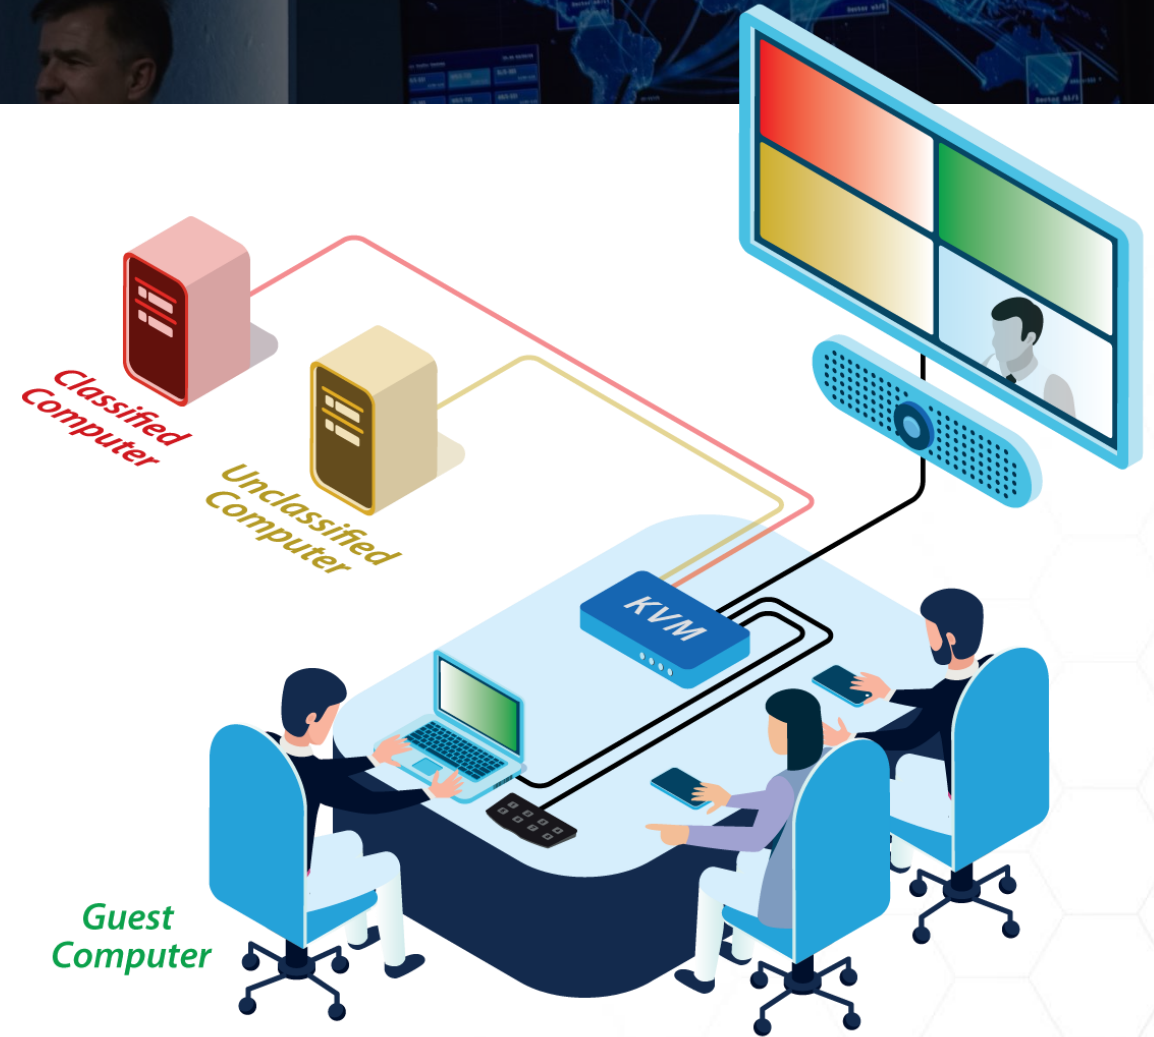 Classified
Computer
Unclassified
Computer
KVM
Guest
Computer